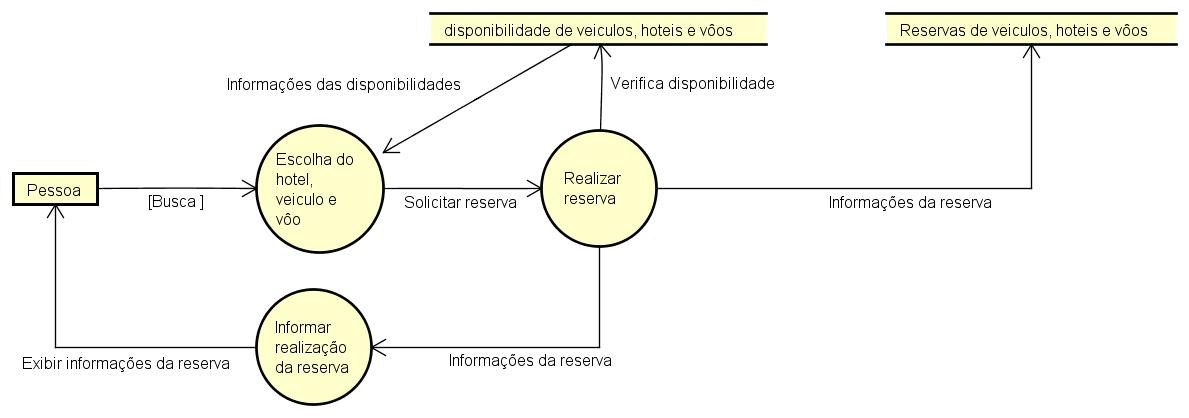 disponibilidade de veiculos, hoteis e vôos
Reservas de veiculos, hoteis e vôos
Informações das disponibilidades
Verifica disponibilidade
Pessoa
[Busca ]
Escolha do
hotel,
veiculo e
vôo
Solicitar reserva
Realizar
reserva
Informações da reserva
Informar
realização
da reserva
Exibir informações da reserva
Informações da reserva